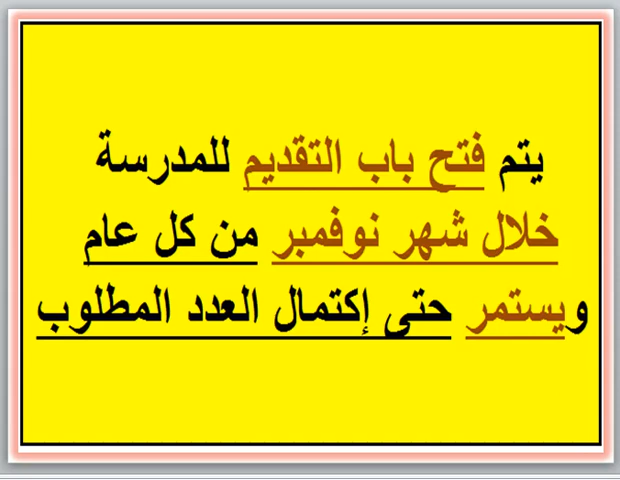 يتم فتح باب التقديم للمدرسة
خلال شهر نوفمبر من كل عام
ويستمر حتى إكتمال العدد المطلوب